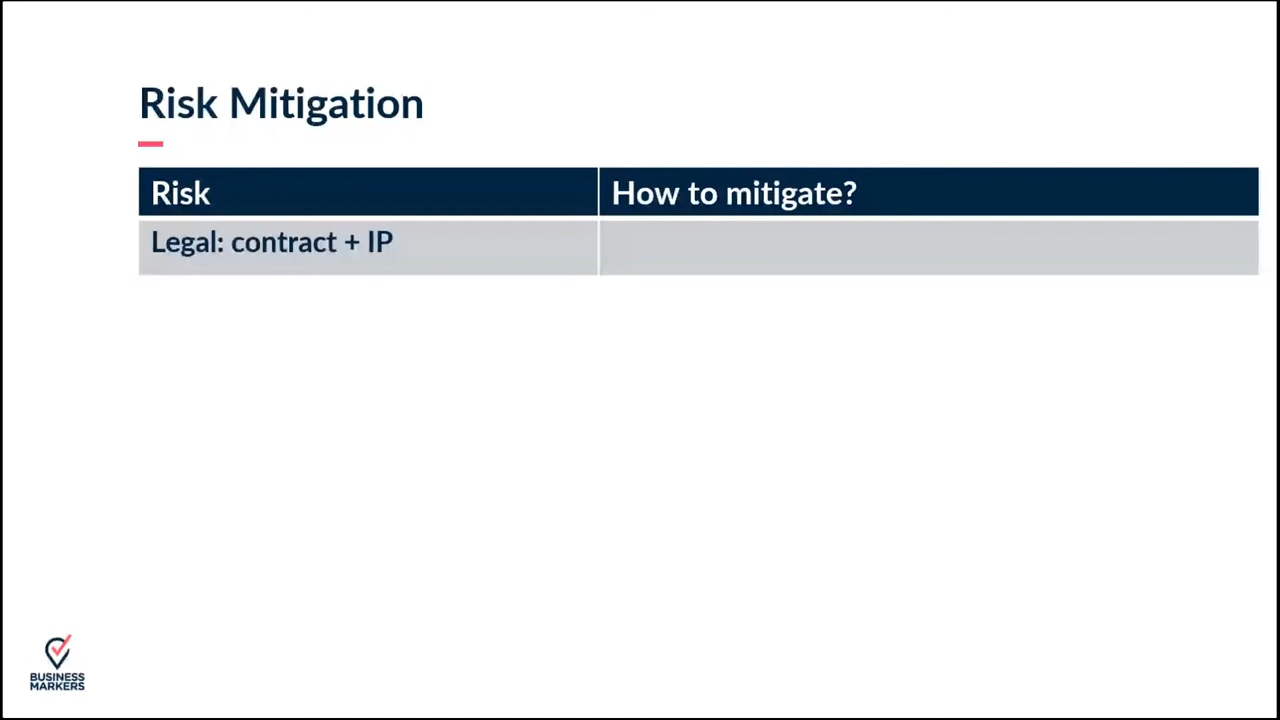 Risk Mitigation
Risk
How to mitigate?
Legal: contract + IP
BUSINESS
MARKERS